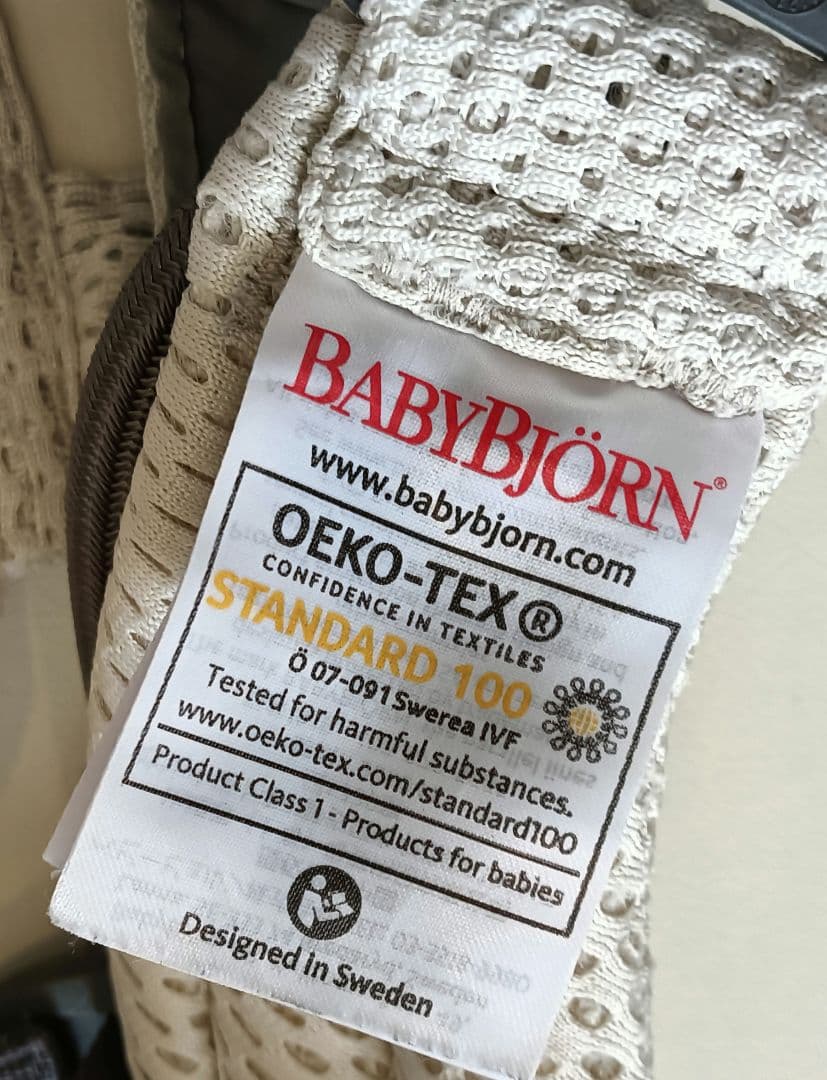 BABYBJÖRN®
www.babybjorn.com
OEKO-TEX®
CONFIDENCE IN TEXTILES
STANDARD 100
Ö 07-091 Swerea IVF
Tested for harmful substances.
www.oeko-tex.com/standard100
Product Class 1 - Products for babies
Designed in Sweden